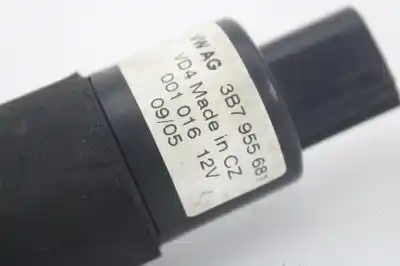 VW AG 3B7 955 681
VD4 Made in CZ
001 016 12V
09/05